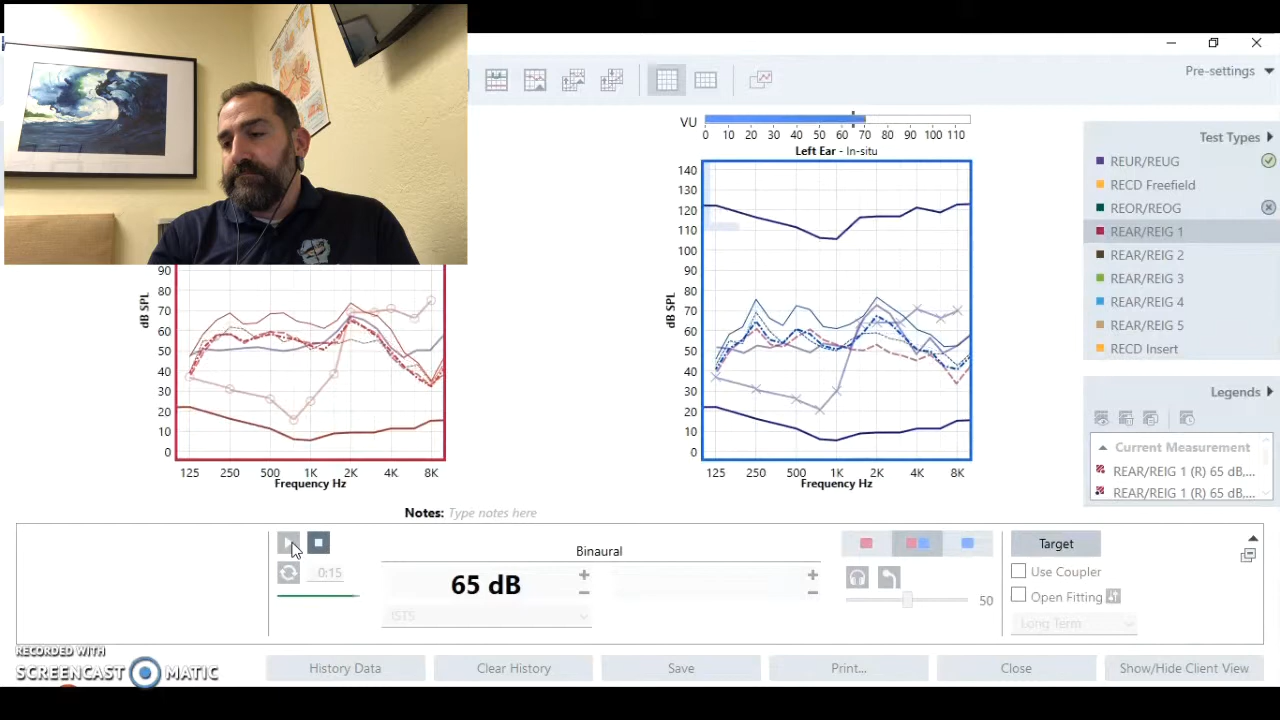 Pre-settings
VU
0 10 20 30 40 50 60 70 80 90 100 110
Left Ear - In-situ
Test Types
REUR/REUG
RECD Freefield
REOR/REOG
REAR/REIG 1
REAR/REIG 2
REAR/REIG 3
REAR/REIG 4
REAR/REIG 5
RECD Insert
Legends
Current Measurement
REAR/REIG 1 (R) 65 dB,...
REAR/REIG 1 (R) 65 dB,...
90
80
70
60
50
40
30
20
10
0
dB SPL
125 250 500 1K 2K 4K 8K
Frequency Hz
140
130
120
110
100
90
80
70
60
50
40
30
20
10
0
dB SPL
125 250 500 1K 2K 4K 8K
Frequency Hz
Notes: Type notes here
Binaural
0:15
65 dB
ISTS
50
Target
Use Coupler
Open Fitting
Long Term
RECORDED WITH
SCREENCAST MATIC
History Data
Clear History
Save
Print...
Close
Show/Hide Client View